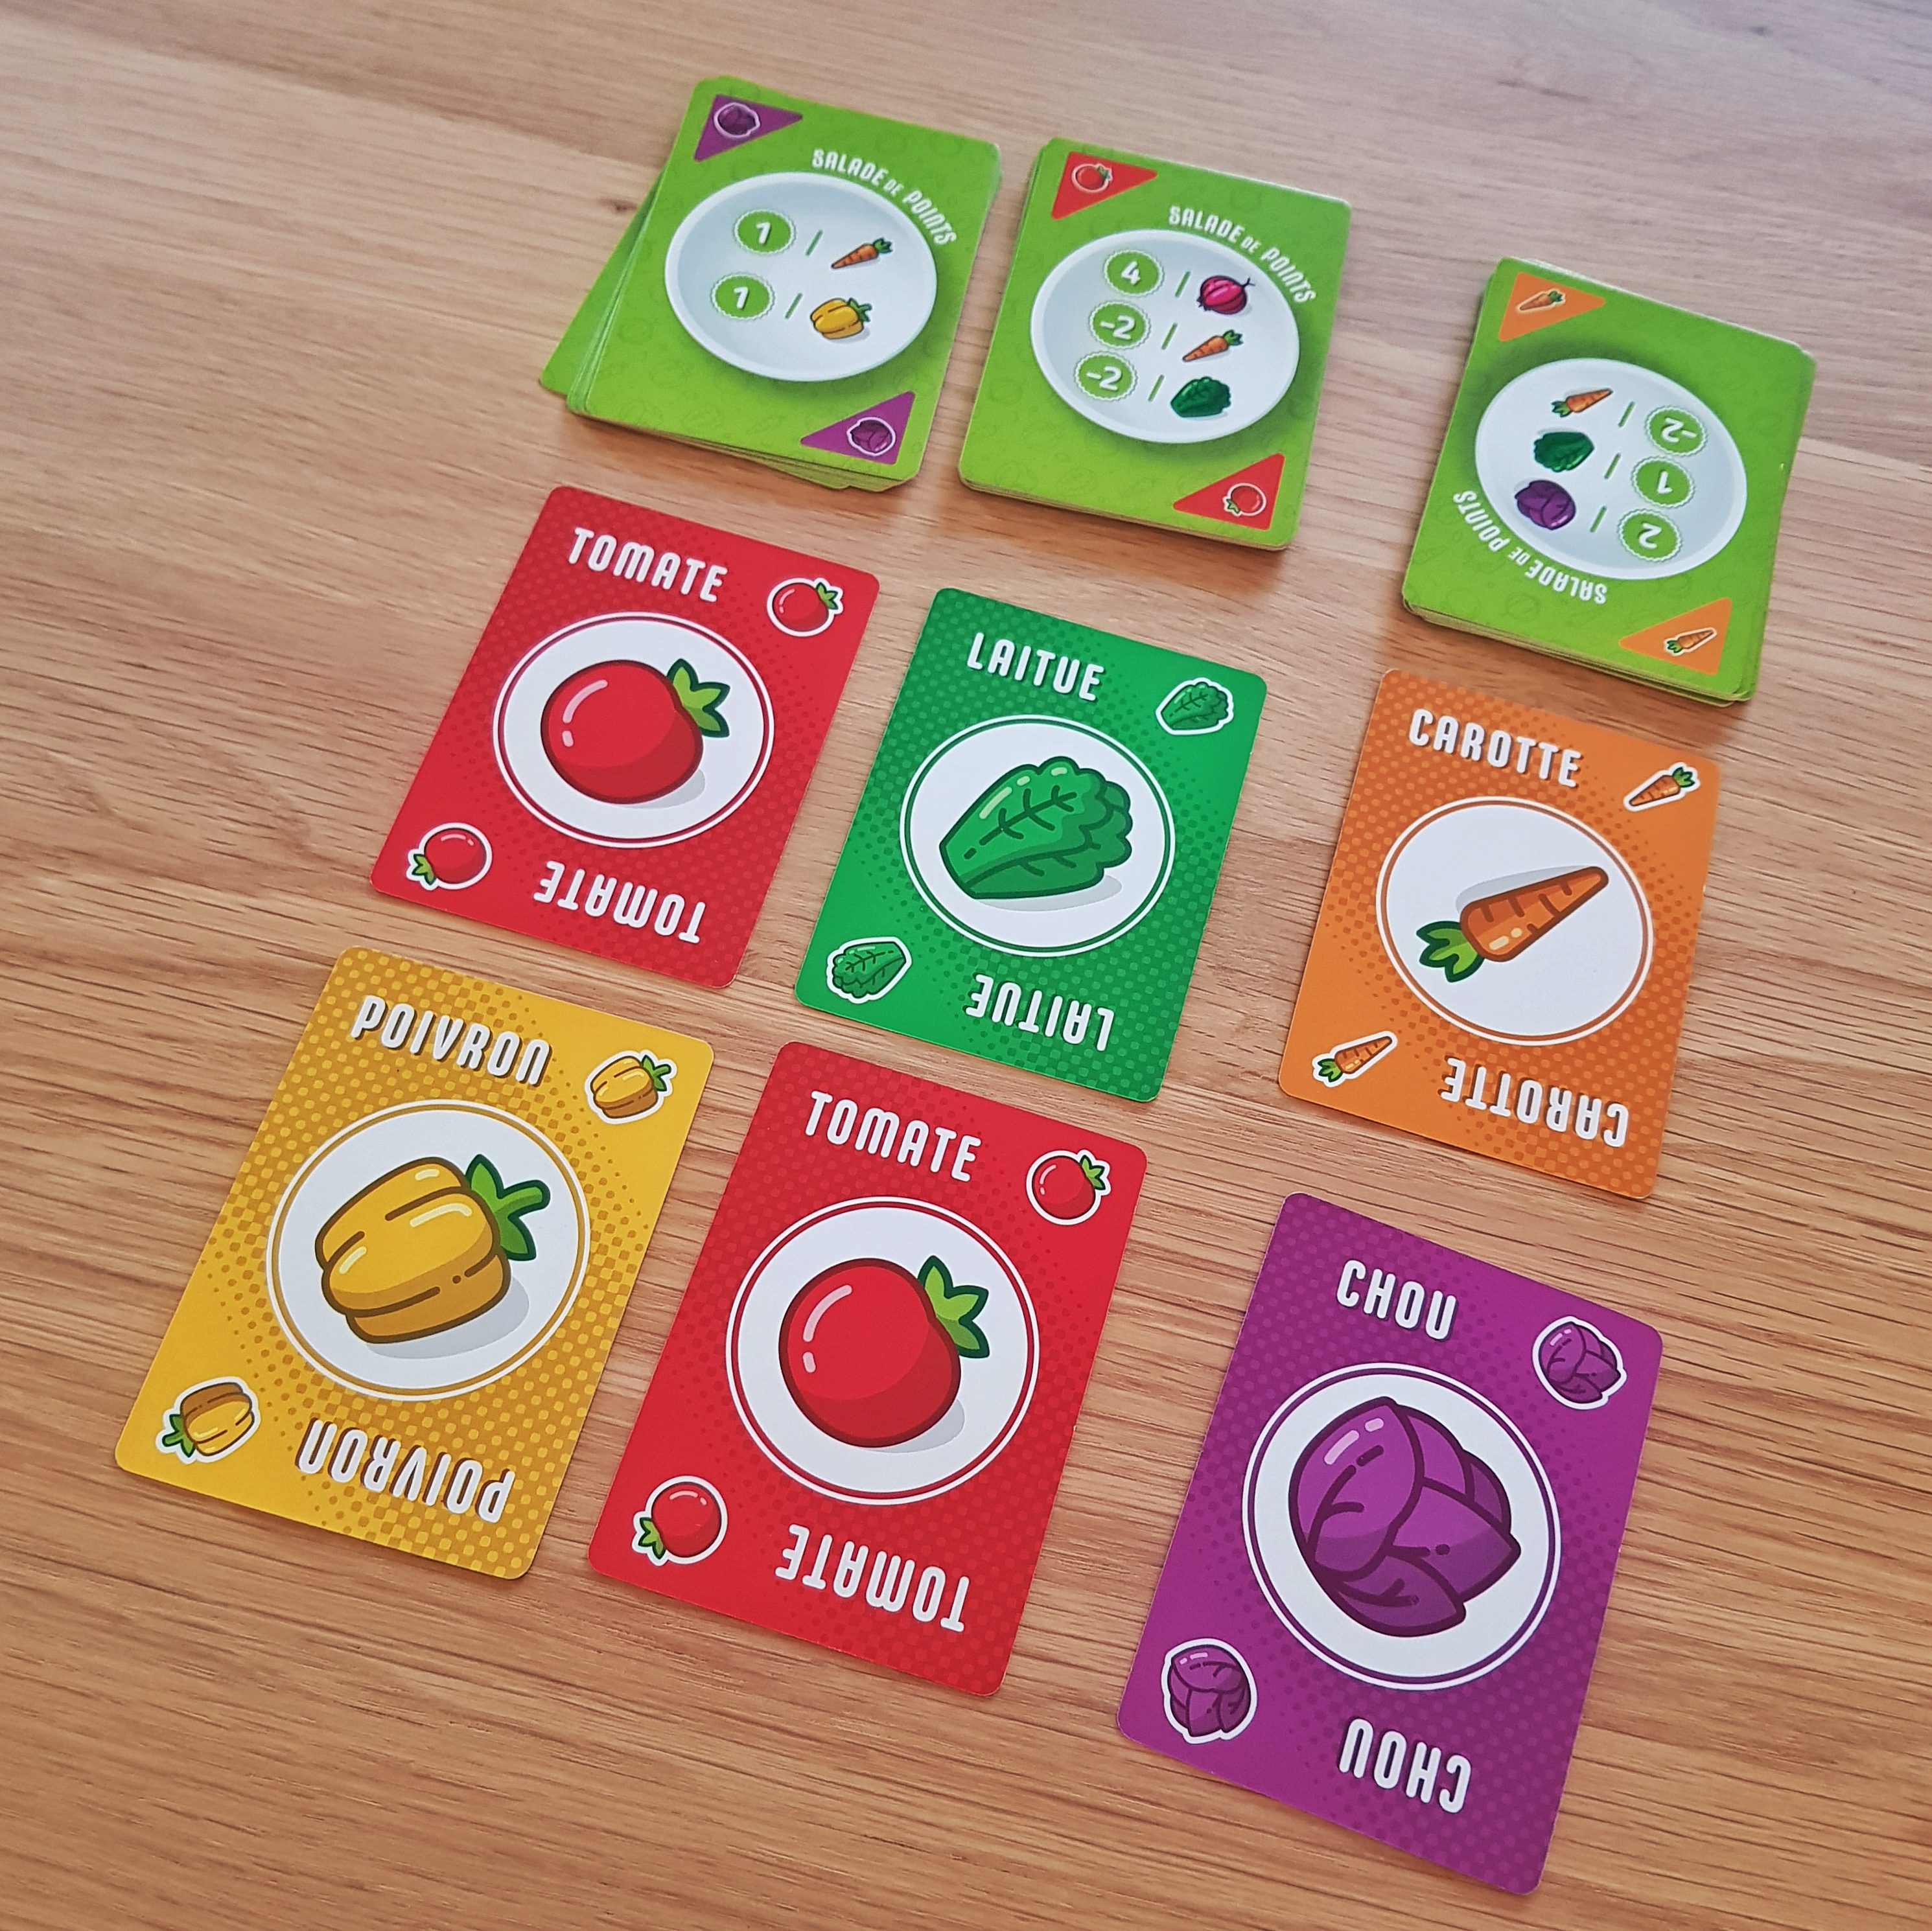 SALADE DE POINTS
1 /
1 /
SALADE DE POINTS
4 /
-2 /
-2 /
SALADE DE POINTS
2 /
1 /
-2 /
TOMATE
TOMATE
LAITUE
LAITUE
CAROTTE
CAROTTE
POIVRON
POIVRON
TOMATE
TOMATE
CHOU
CHOU